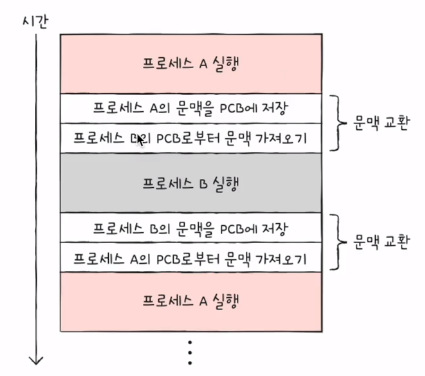 시간
프로세스 A 실행
프로세스 A의 문맥을 PCB에 저장
프로세스 B의 PCB로부터 문맥 가져오기
문맥 교환
프로세스 B 실행
프로세스 B의 문맥을 PCB에 저장
프로세스 A의 PCB로부터 문맥 가져오기
문맥 교환
프로세스 A 실행